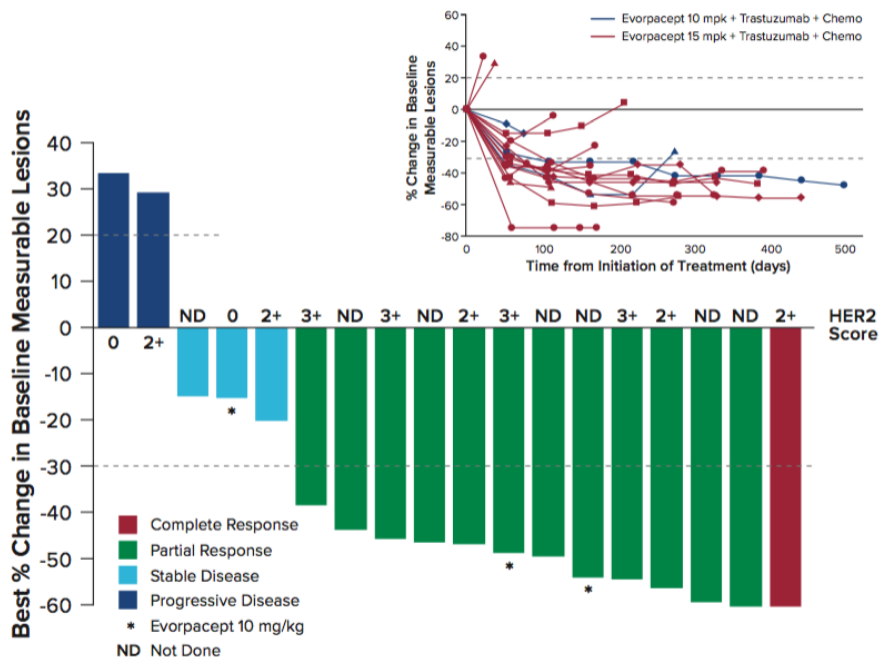 60
40
20
0
-20
-40
-60
-80
% Change in Baseline
Measurable Lesions
Evorpacept 10 mpk + Trastuzumab + Chemo
Evorpacept 15 mpk + Trastuzumab + Chemo
0 100 200 300 400 500
Time from Initiation of Treatment (days)
Best % Change in Baseline Measurable Lesions
40
30
20
10
0
-10
-20
-30
-40
-50
-60
ND 0 2+ 3+ ND 3+ ND 2+ 3+ ND ND 3+ 2+ ND ND 2+
HER2
Score
0 2+
*
*
*
Complete Response
Partial Response
Stable Disease
Progressive Disease
* Evorpacept 10 mg/kg
ND Not Done